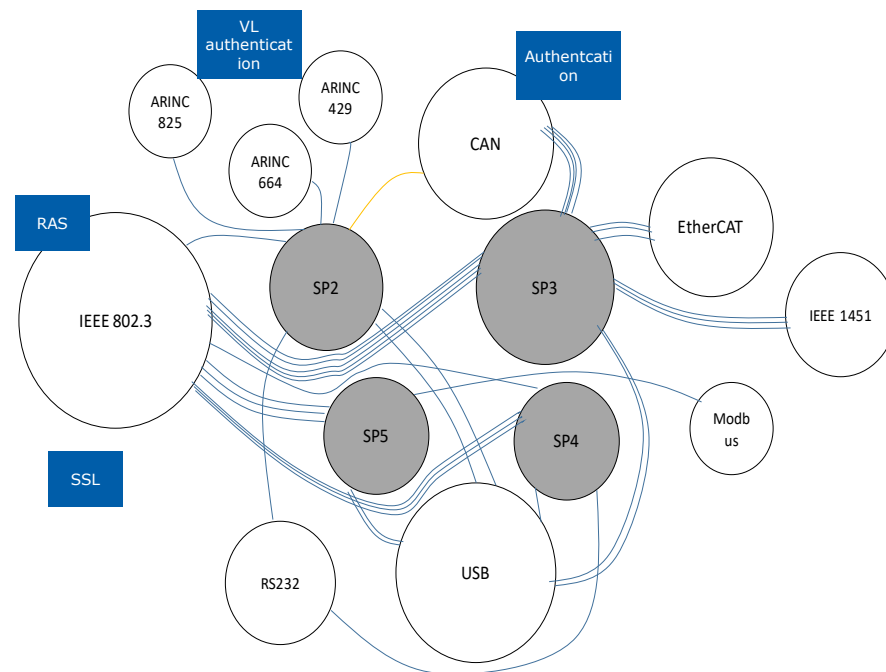 VL
authenticat
ion
Authentcati
on
ARINC
825
ARINC
429
CAN
ARINC
664
RAS
EtherCAT
SP2
SP3
IEEE 802.3
IEEE 1451
Modb
us
SP5
SP4
SSL
RS232
USB